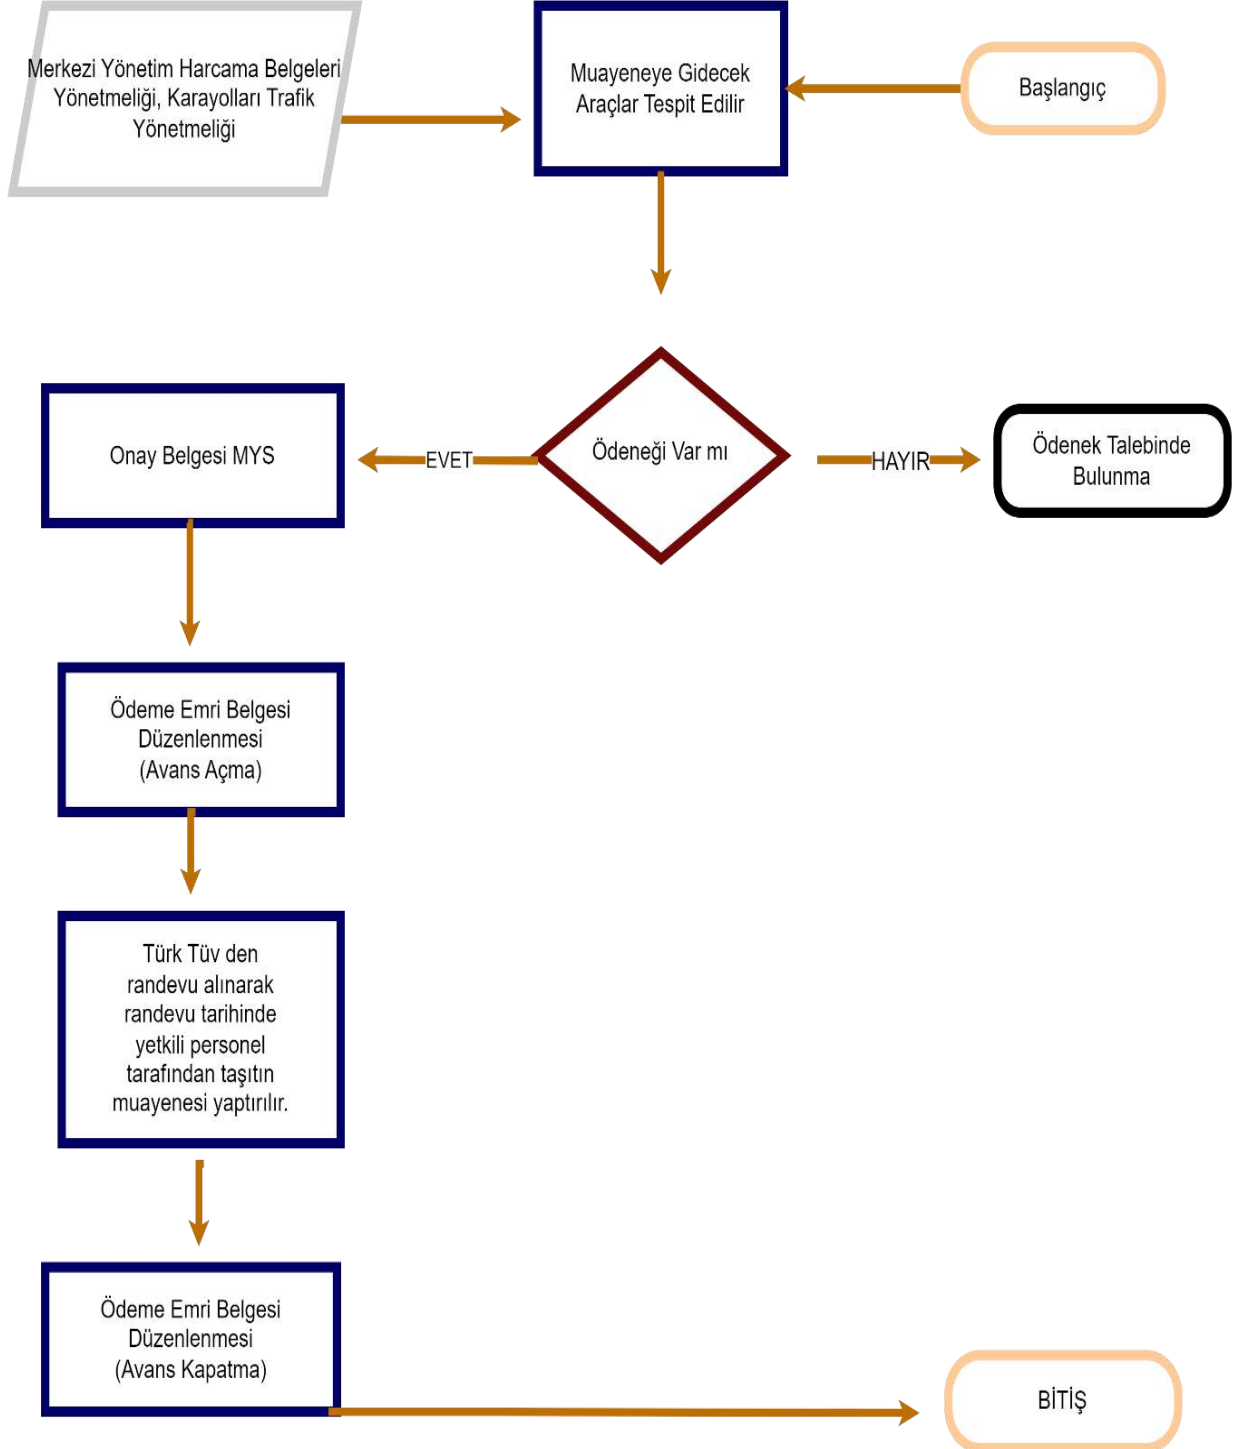 Merkezi Yönetim Harcama Belgeleri
Yönetmeliği, Karayolları Trafik
Yönetmeliği
Muayeneye Gidecek
Araçlar Tespit Edilir
Başlangıç
Onay Belgesi MYS
EVET
Ödeneği Var mı
HAYIR
Ödenek Talebinde
Bulunma
Ödeme Emri Belgesi
Düzenlenmesi
(Avans Açma)
Türk Tüv den
randevu alınarak
randevu tarihinde
yetkili personel
tarafından taşıtın
muayenesi yaptırılır.
Ödeme Emri Belgesi
Düzenlenmesi
(Avans Kapatma)
BİTİŞ